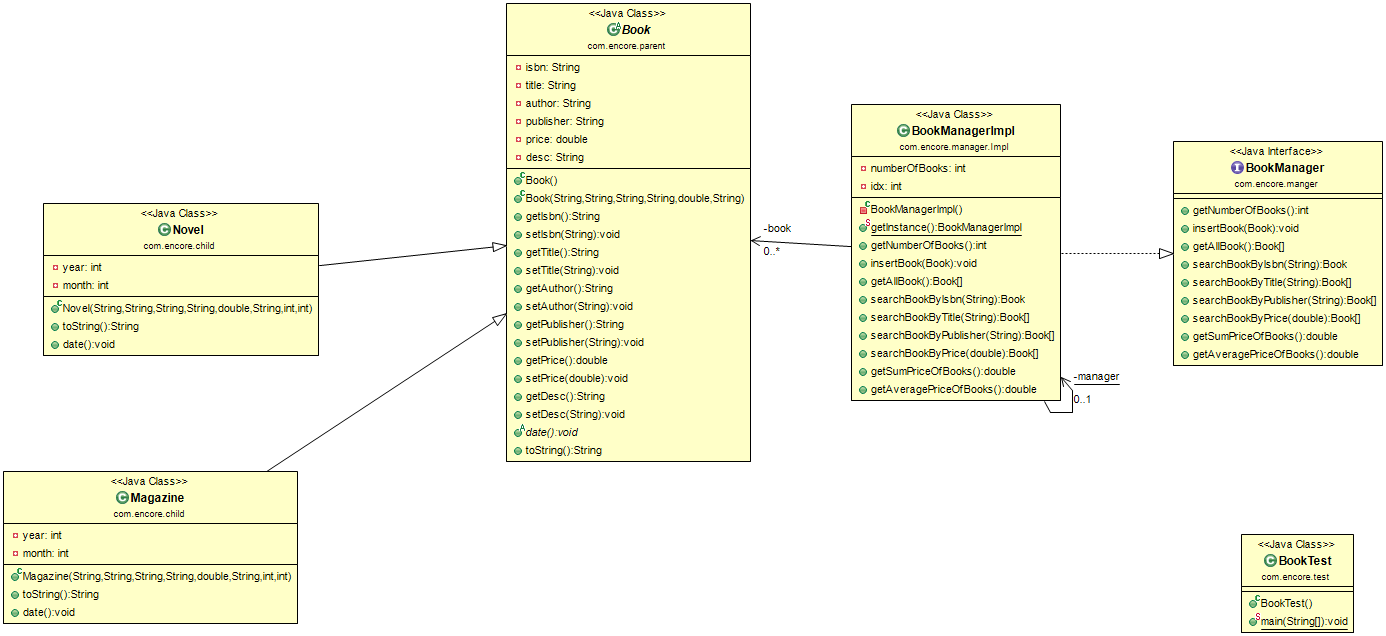 <<Java Class>>
Book
com.encore.parent
isbn: String
title: String
author: String
publisher: String
price: double
desc: String
Book()
Book(String,String,String,String,double,String)
getIsbn():String
setIsbn(String):void
getTitle():String
setTitle(String):void
getAuthor():String
setAuthor(String):void
getPublisher():String
setPublisher(String):void
getPrice():double
setPrice(double):void
getDesc():String
setDesc(String):void
date():void
toString():String
<<Java Class>>
Novel
com.encore.child
year: int
month: int
Novel(String,String,String,String,double,String,int,int)
toString():String
date():void
<<Java Class>>
Magazine
com.encore.child
year: int
month: int
Magazine(String,String,String,String,double,String,int,int)
toString():String
date():void
-book
0..*
<<Java Class>>
BookManagerImpl
com.encore.manager.Impl
numberOfBooks: int
idx: int
BookManagerImpl()
getInstance():BookManagerImpl
getNumberOfBooks():int
insertBook(Book):void
getAllBook():Book[]
searchBookByIsbn(String):Book
searchBookByTitle(String):Book[]
searchBookByPublisher(String):Book[]
searchBookByPrice(double):Book[]
getSumPriceOfBooks():double
getAveragePriceOfBooks():double
-manager
0..1
<<Java Interface>>
BookManager
com.encore.manger
getNumberOfBooks():int
insertBook(Book):void
getAllBook():Book[]
searchBookByIsbn(String):Book
searchBookByTitle(String):Book[]
searchBookByPublisher(String):Book[]
searchBookByPrice(double):Book[]
getSumPriceOfBooks():double
getAveragePriceOfBooks():double
<<Java Class>>
BookTest
com.encore.test
BookTest()
main(String[]):void